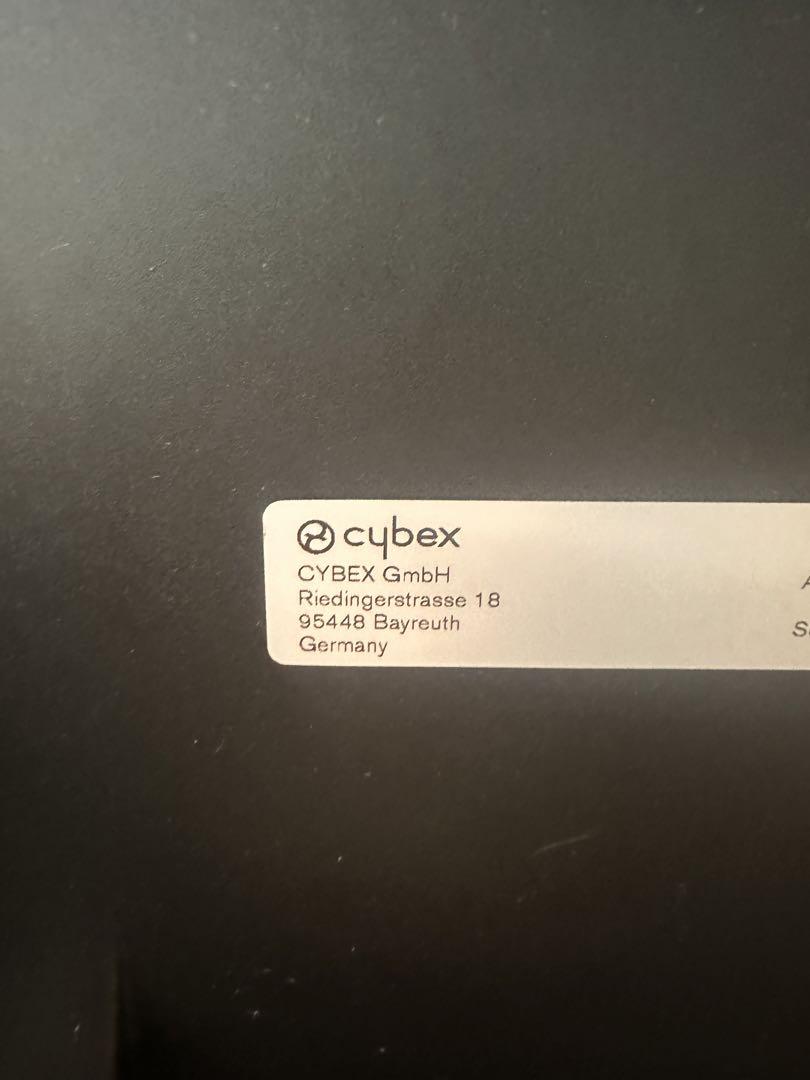 cybex
CYBEX GmbH
Riedingerstrasse 18
95448 Bayreuth
Germany